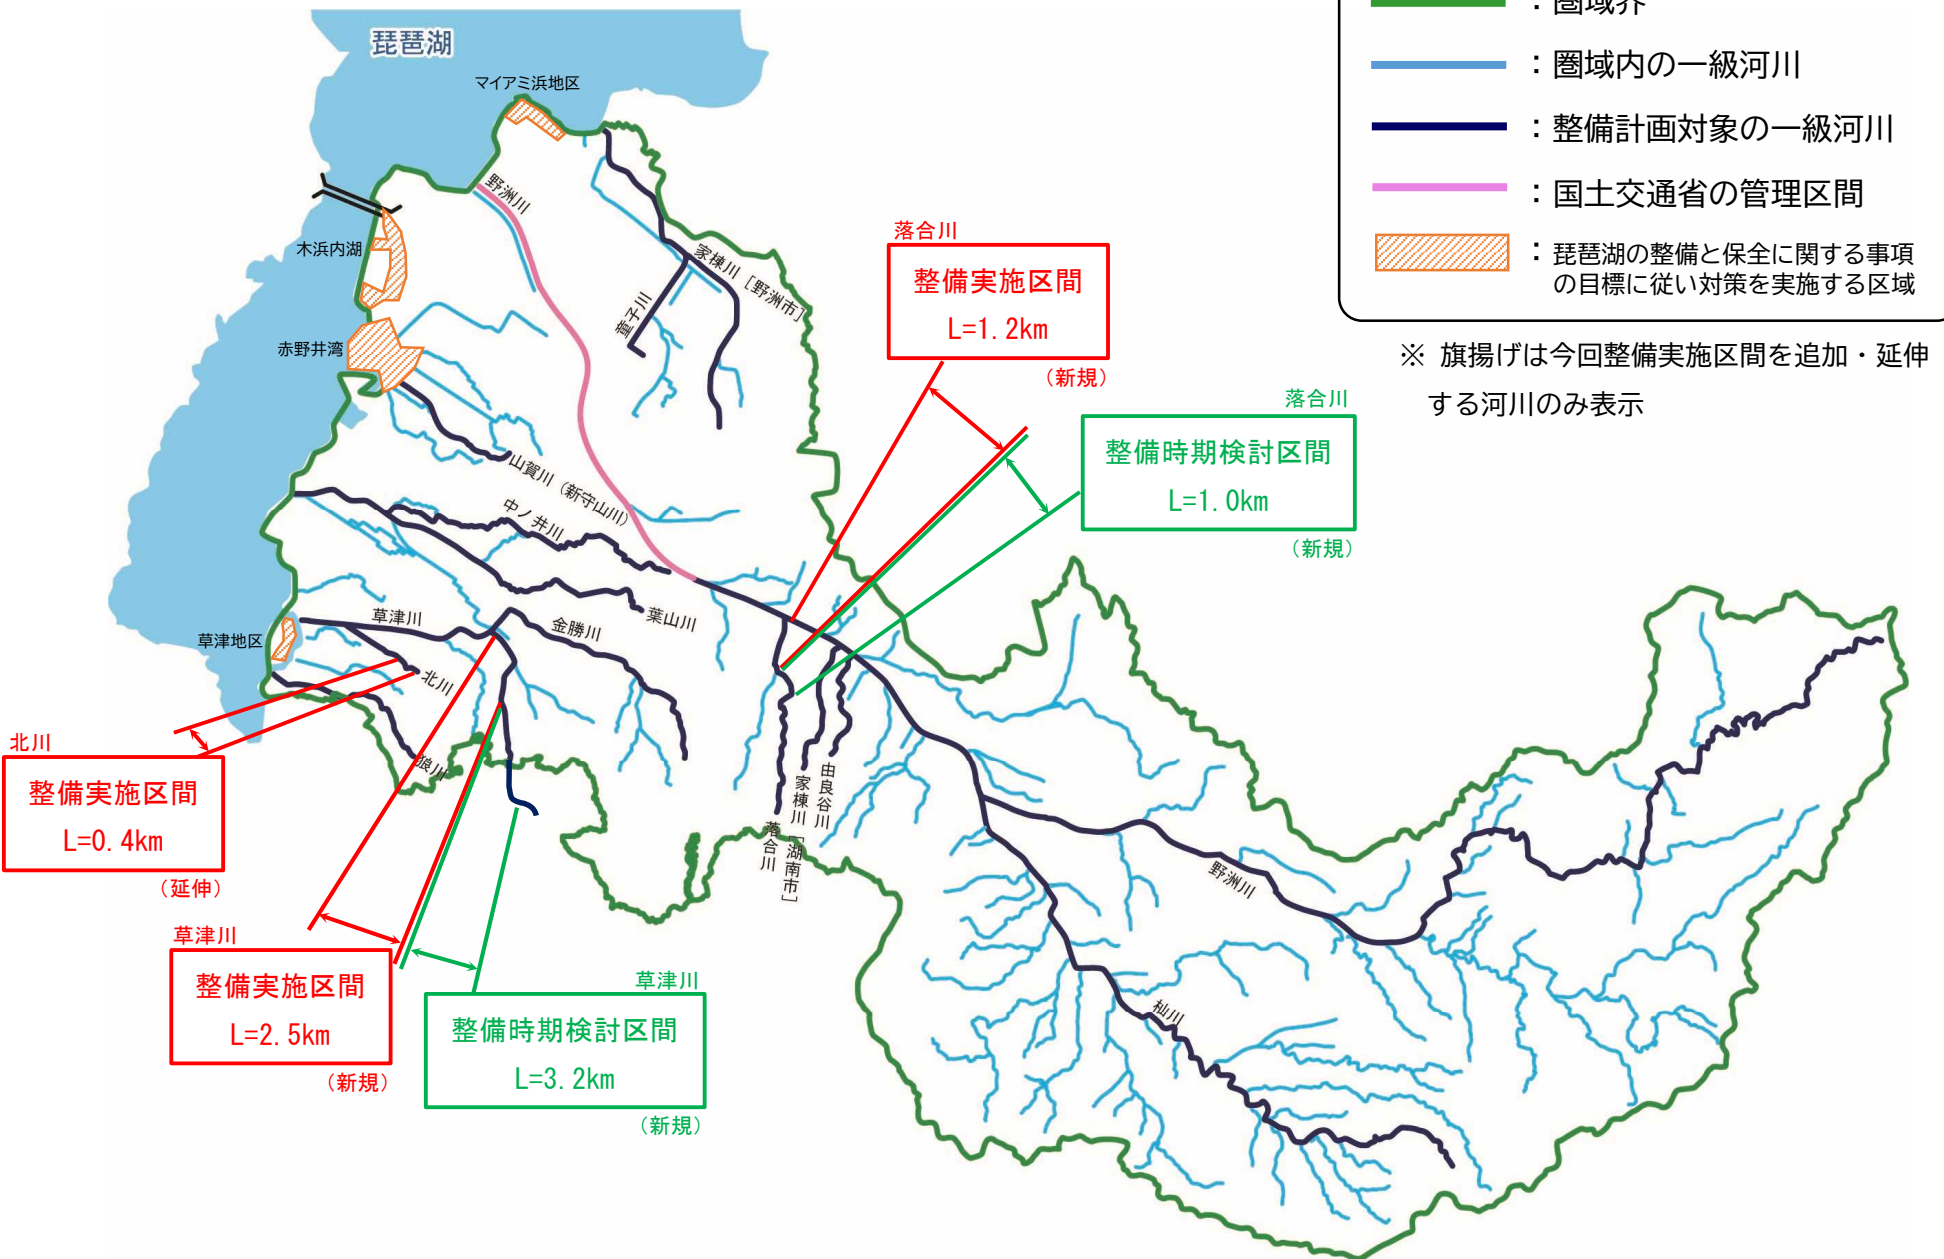 ：圏域界
：圏域内の一級河川
：整備計画対象の一級河川
：国土交通省の管理区間
：琵琶湖の整備と保全に関する事項
の目標に従い対策を実施する区域
※ 旗揚げは今回整備実施区間を追加・延伸
する河川のみ表示
琵琶湖
マイアミ浜地区
野洲川
木浜内湖
家棟川［野洲市］
童子川
赤野井湾
落合川
整備実施区間
L=1.2km
（新規）
落合川
整備時期検討区間
L=1.0km
（新規）
山賀川（新守山川）
中ノ井川
葉山川
草津川
金勝川
草津地区
北川
狼川
北川
整備実施区間
L=0.4km
（延伸）
草津川
整備実施区間
L=2.5km
（新規）
草津川
整備時期検討区間
L=3.2km
（新規）
落合川
家棟川［湖南市］
由良谷川
野洲川
杣川